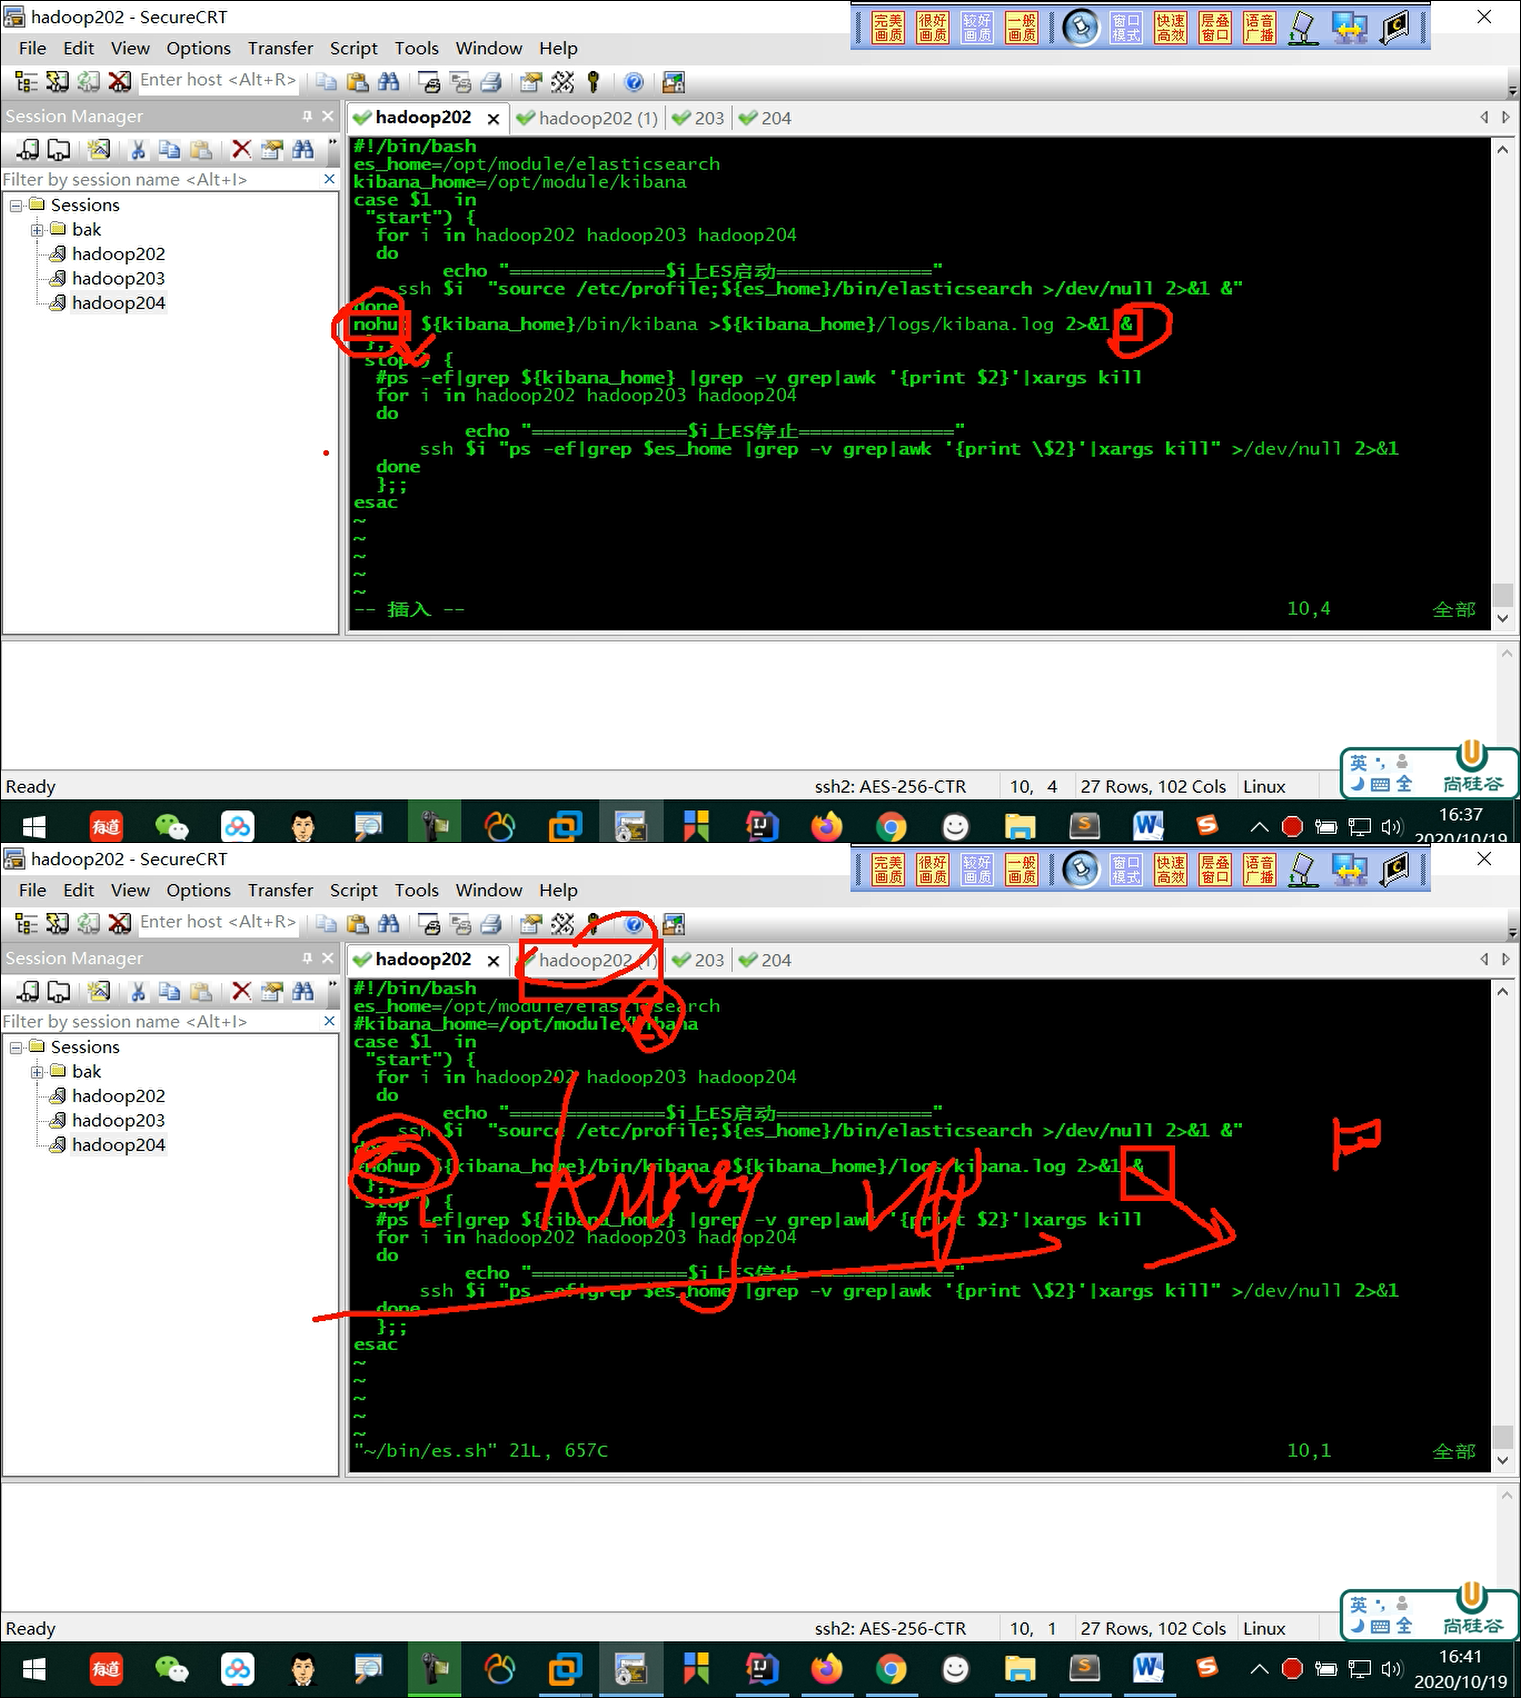 hadoop202 - SecureCRT
完美画质 很好画质 较好画质 一般画质 窗口模式 快速高效 层叠窗口 语音广播
File Edit View Options Transfer Script Tools Window Help
Enter host <Alt+R>
Session Manager
hadoop202 hadoop202 (1) 203 204
Filter by session name <Alt+I>
Sessions
bak
hadoop202
hadoop203
hadoop204
#!/bin/bash
es_home=/opt/module/elasticsearch
kibana_home=/opt/module/kibana
case $1  in
"start") {
for i in hadoop202 hadoop203 hadoop204
do
echo "==============$i上ES启动=============="
ssh $i  "source /etc/profile;${es_home}/bin/elasticsearch >/dev/null 2>&1 &"
done
nohu ${kibana_home}/bin/kibana >${kibana_home}/logs/kibana.log 2>&1 &
};;
"stop") {
#ps -ef|grep ${kibana_home} |grep -v grep|awk '{print $2}'|xargs kill
for i in hadoop202 hadoop203 hadoop204
do
echo "==============$i上ES停止=============="
ssh $i "ps -ef|grep $es_home |grep -v grep|awk '{print \$2}'|xargs kill" >/dev/null 2>&1
done
};;
esac
~
~
~
~
~
-- 插入 -- 10,4 全部
英 全 尚硅谷
Ready ssh2: AES-256-CTR 10, 4 27 Rows, 102 Cols Linux
有道 16:37
2020/10/19
hadoop202 - SecureCRT
完美画质 很好画质 较好画质 一般画质 窗口模式 快速高效 层叠窗口 语音广播
File Edit View Options Transfer Script Tools Window Help
Enter host <Alt+R>
Session Manager
hadoop202 hadoop202 (1) 203 204
Filter by session name <Alt+I>
Sessions
bak
hadoop202
hadoop203
hadoop204
#!/bin/bash
es_home=/opt/module/elasticsearch
#kibana_home=/opt/module/kibana
case $1  in
"start") {
for i in hadoop202 hadoop203 hadoop204
do
echo "==============$i上ES启动=============="
ssh $i  "source /etc/profile;${es_home}/bin/elasticsearch >/dev/null 2>&1 &"
#nohup ${kibana_home}/bin/kibana >${kibana_home}/logs/kibana.log 2>&1 &
};;
"stop") {
#ps -ef|grep ${kibana_home} |grep -v grep|awk '{print $2}'|xargs kill
for i in hadoop202 hadoop203 hadoop204
do
echo "==============$i上ES停止=============="
ssh $i "ps -ef|grep $es_home |grep -v grep|awk '{print \$2}'|xargs kill" >/dev/null 2>&1
done
};;
esac
~
~
~
~
~
"~/bin/es.sh" 21L, 657C 10,1 全部
英 全 尚硅谷
Ready ssh2: AES-256-CTR 10, 1 27 Rows, 102 Cols Linux
有道 16:41
2020/10/19